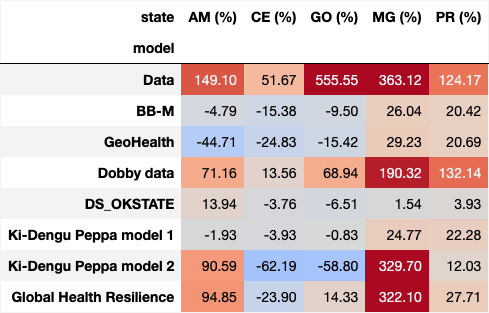 state AM (%) CE (%) GO (%) MG (%) PR (%)
model
Data 149.10 51.67 555.55 363.12 124.17
BB-M -4.79 -15.38 -9.50 26.04 20.42
GeoHealth -44.71 -24.83 -15.42 29.23 20.69
Dobby data 71.16 13.56 68.94 190.32 132.14
DS_OKSTATE 13.94 -3.76 -6.51 1.54 3.93
Ki-Dengu Peppa model 1 -1.93 -3.93 -0.83 24.77 22.28
Ki-Dengu Peppa model 2 90.59 -62.19 -58.80 329.70 12.03
Global Health Resilience 94.85 -23.90 14.33 322.10 27.71